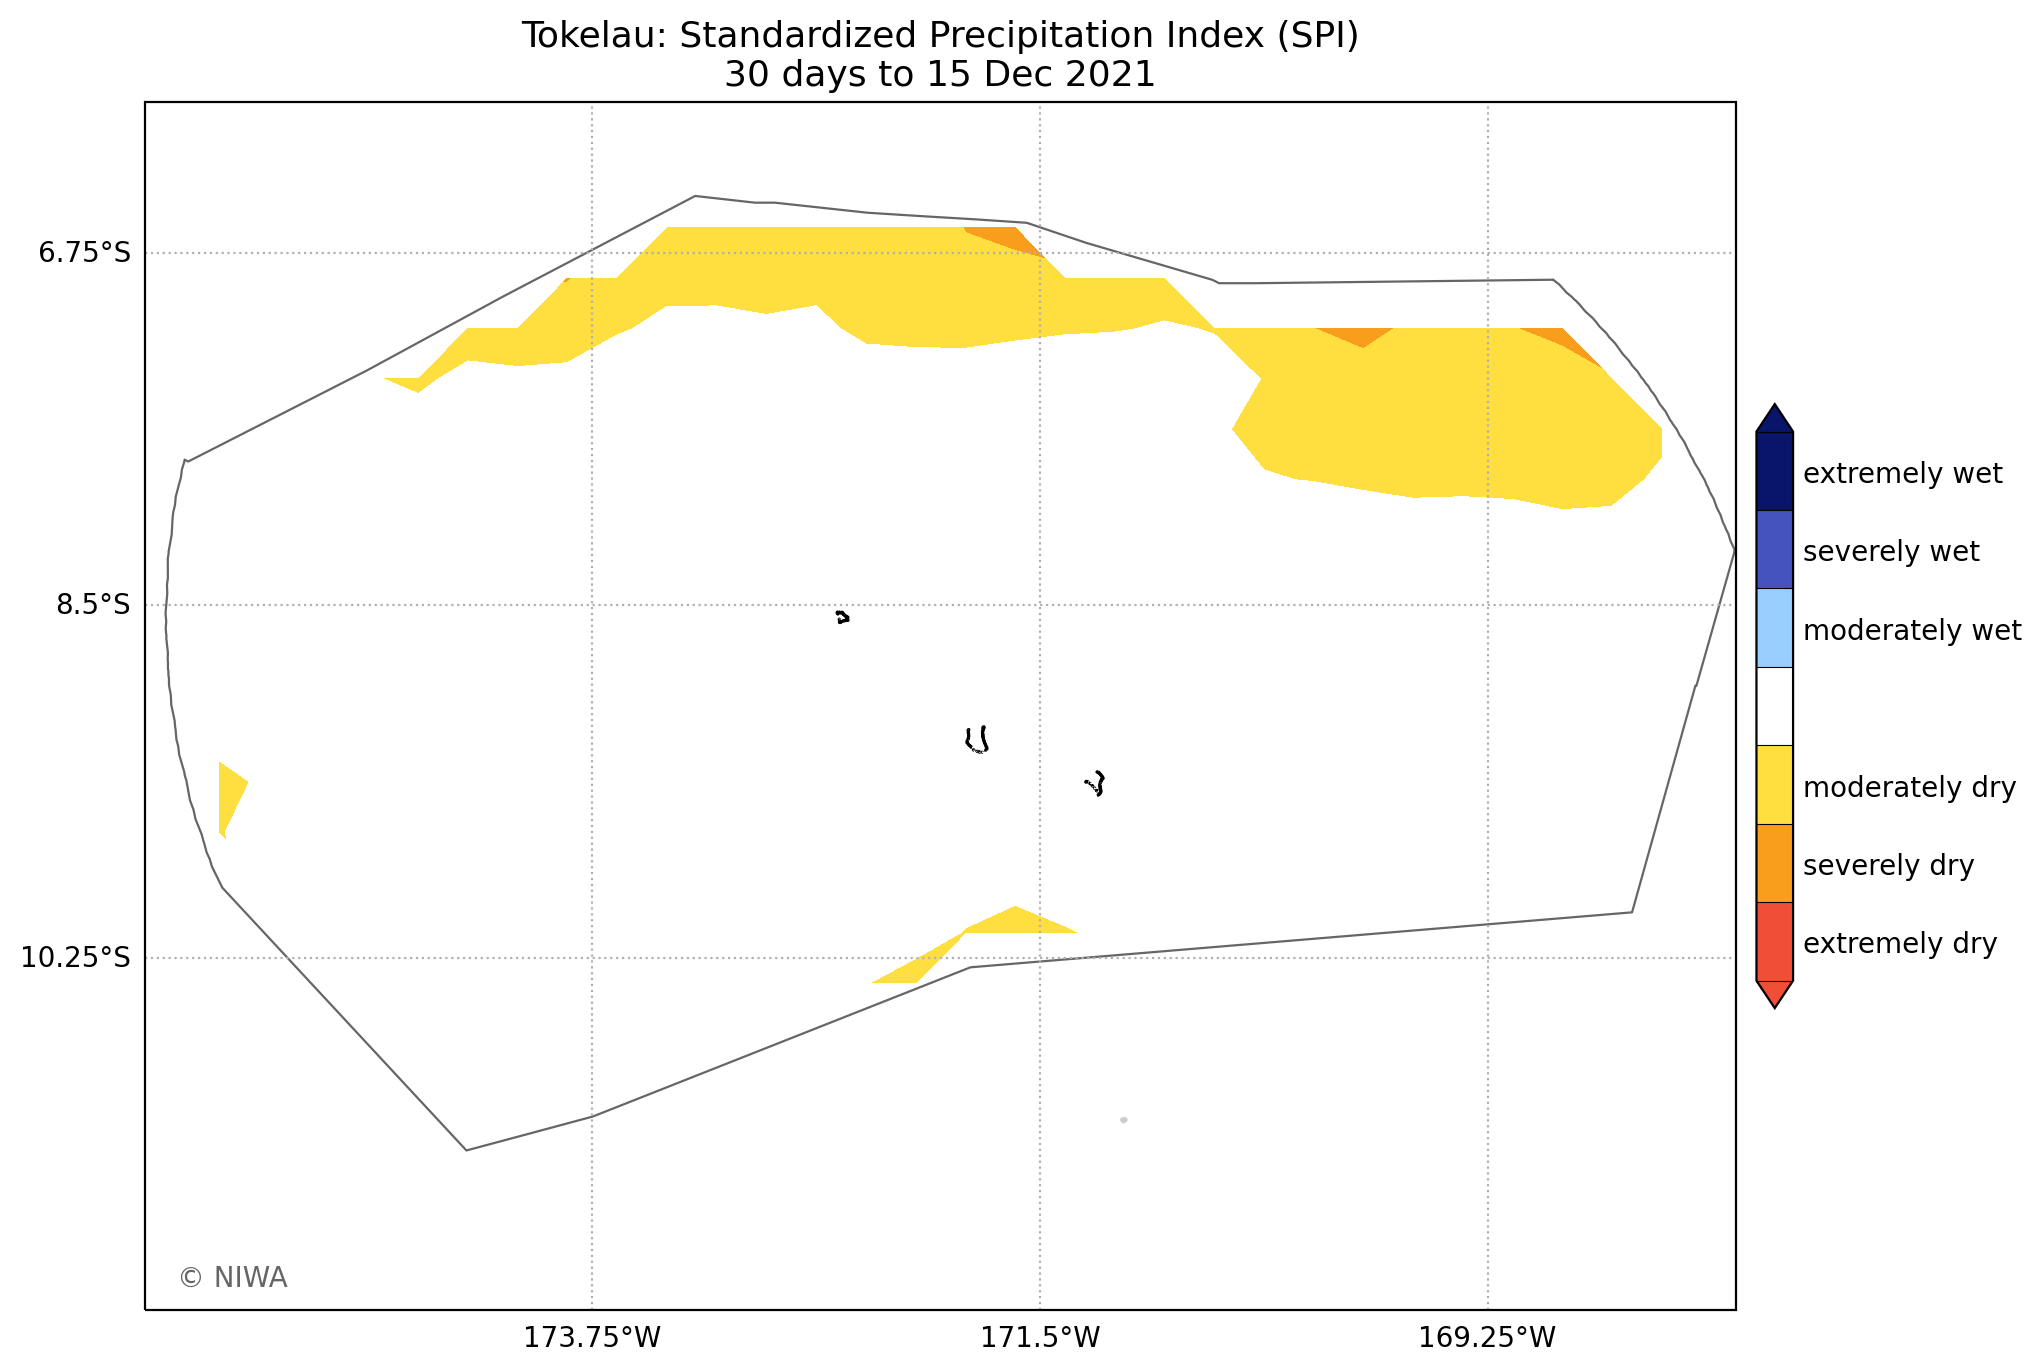 Tokelau: Standardized Precipitation Index (SPI)
30 days to 15 Dec 2021
6.75°S
8.5°S
10.25°S
173.75°W
171.5°W
169.25°W
extremely wet
severely wet
moderately wet
moderately dry
severely dry
extremely dry
© NIWA